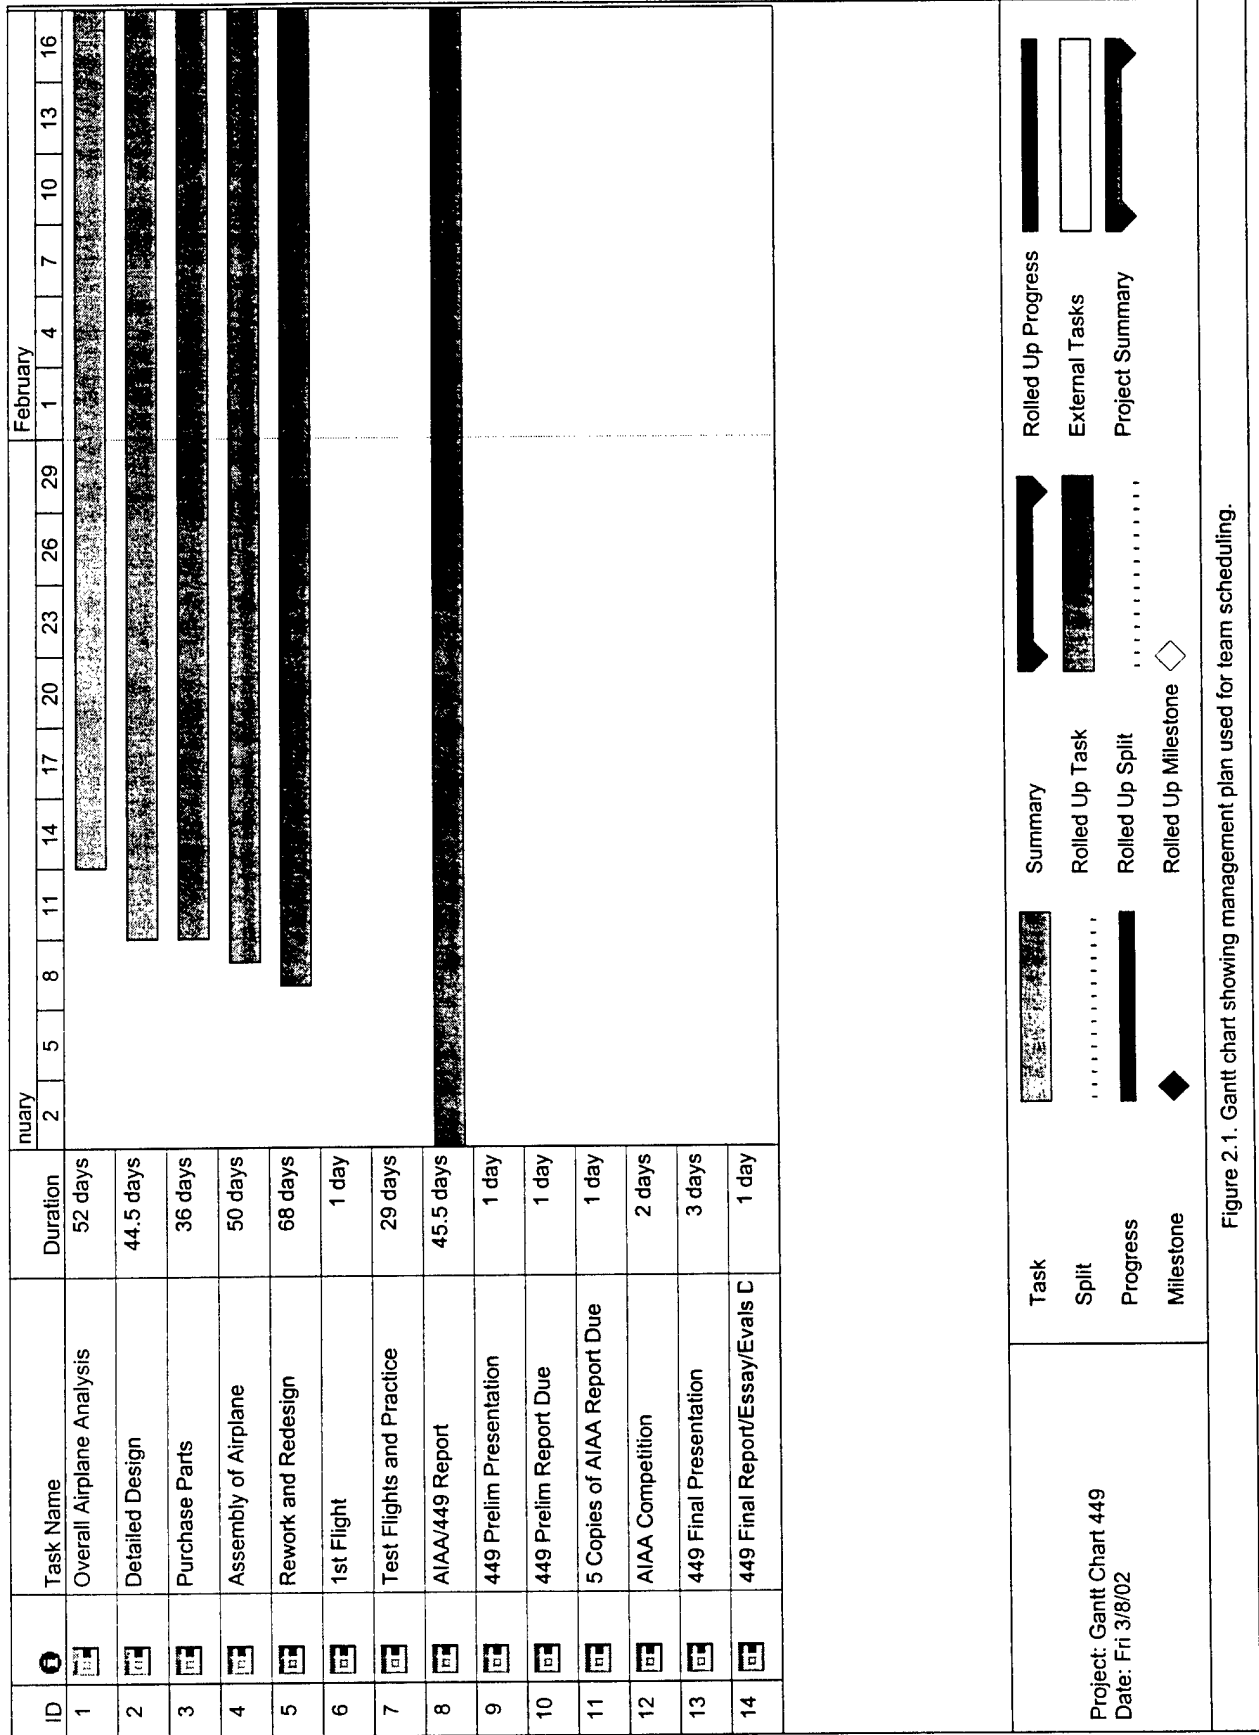 nuary February
ID Task Name Duration 2 5 8 11 14 17 20 23 26 29 1 4 7 10 13 16
1 Overall Airplane Analysis 52 days
2 Detailed Design 44.5 days
3 Purchase Parts 36 days
4 Assembly of Airplane 50 days
5 Rework and Redesign 68 days
6 1st Flight 1 day
7 Test Flights and Practice 29 days
8 AIAA/449 Report 45.5 days
9 449 Prelim Presentation 1 day
10 449 Prelim Report Due 1 day
11 5 Copies of AIAA Report Due 1 day
12 AIAA Competition 2 days
13 449 Final Presentation 3 days
14 449 Final Report/Essay/Evals D 1 day
Project: Gantt Chart 449
Date: Fri 3/8/02
Task Summary Rolled Up Progress
Split Rolled Up Task External Tasks
Progress Rolled Up Split Project Summary
Milestone Rolled Up Milestone
Figure 2.1. Gantt chart showing management plan used for team scheduling.